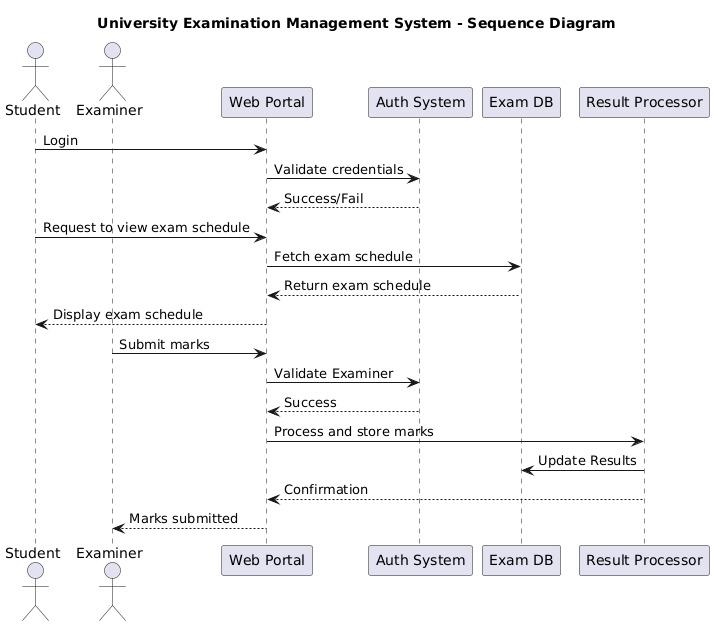 University Examination Management System - Sequence Diagram
Student Examiner Web Portal Auth System Exam DB Result Processor
Login
Validate credentials
Success/Fail
Request to view exam schedule
Fetch exam schedule
Return exam schedule
Display exam schedule
Submit marks
Validate Examiner
Success
Process and store marks
Update Results
Confirmation
Marks submitted
Student Examiner Web Portal Auth System Exam DB Result Processor